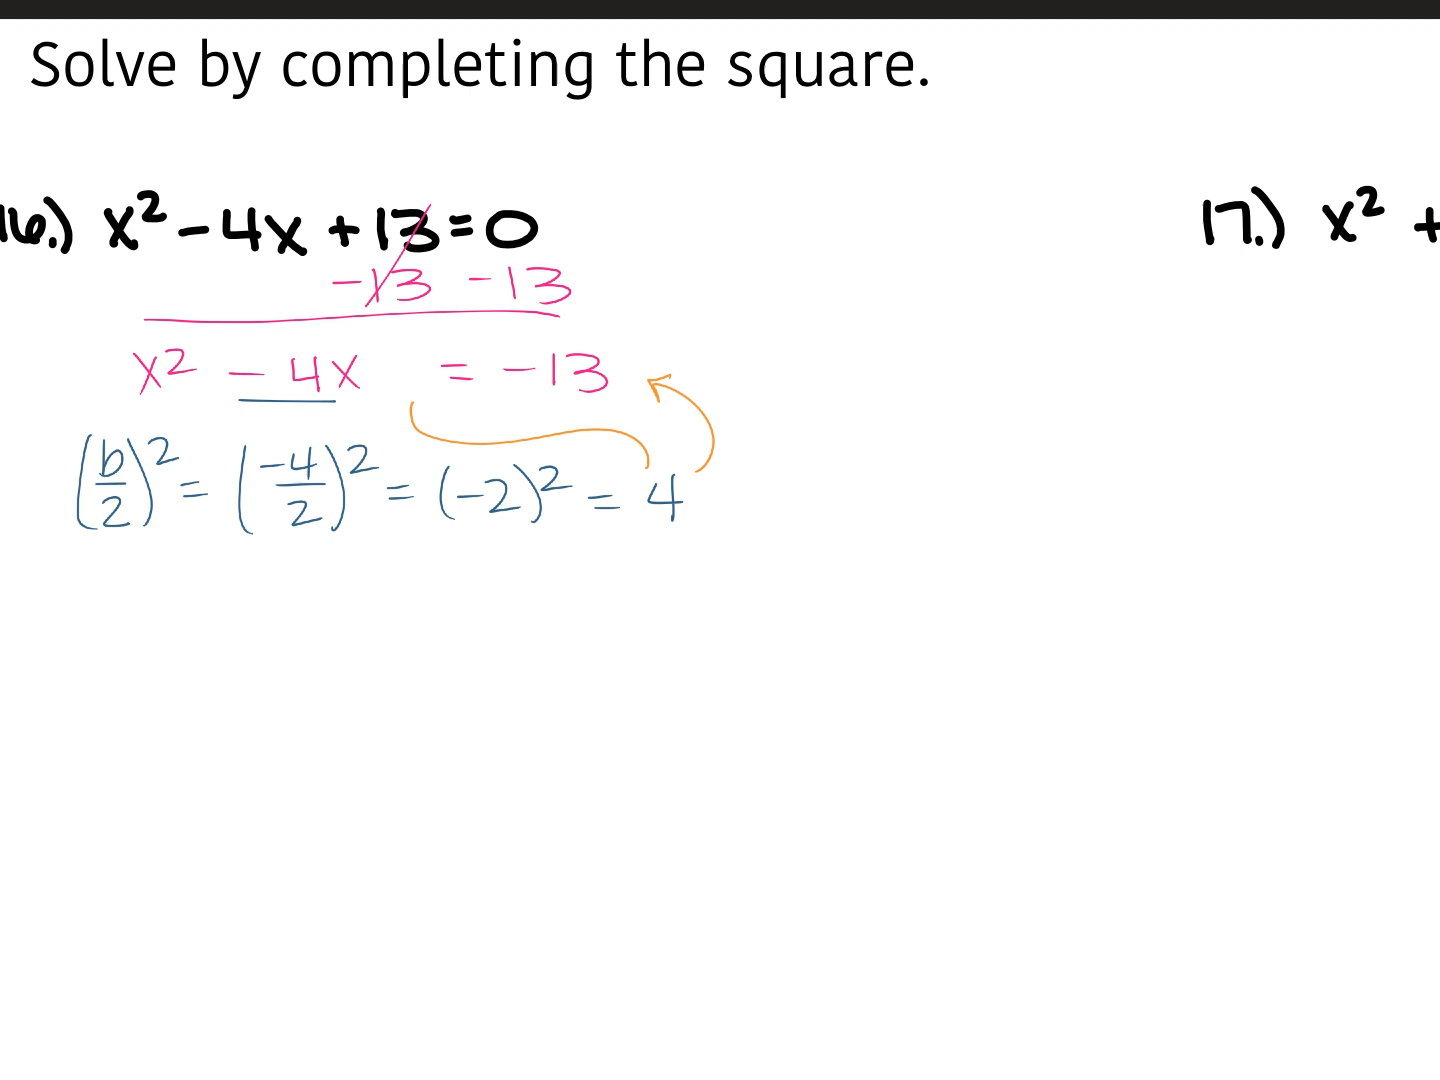 Solve by completing the square.
16.) x² - 4x + 13 = 0
17.) x² +
-13 -13
x² - 4x = -13
(b/2)² = (-4/2)² = (-2)² = 4